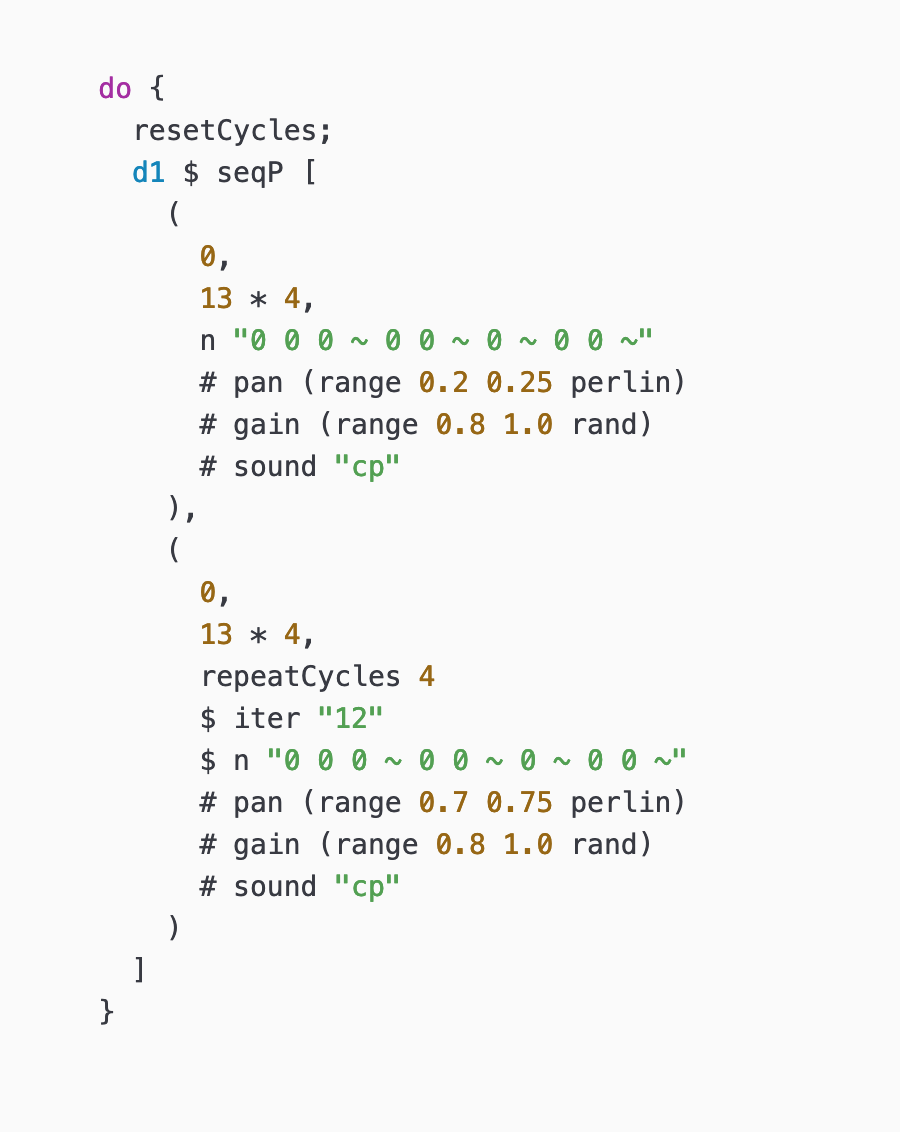 do {
  resetCycles;
  d1 $ seqP [
    (
      0,
      13 * 4,
      n "0 0 0 ~ 0 0 ~ 0 ~ 0 0 ~"
      # pan (range 0.2 0.25 perlin)
      # gain (range 0.8 1.0 rand)
      # sound "cp"
    ),
    (
      0,
      13 * 4,
      repeatCycles 4
      $ iter "12"
      $ n "0 0 0 ~ 0 0 ~ 0 ~ 0 0 ~"
      # pan (range 0.7 0.75 perlin)
      # gain (range 0.8 1.0 rand)
      # sound "cp"
    )
  ]
}